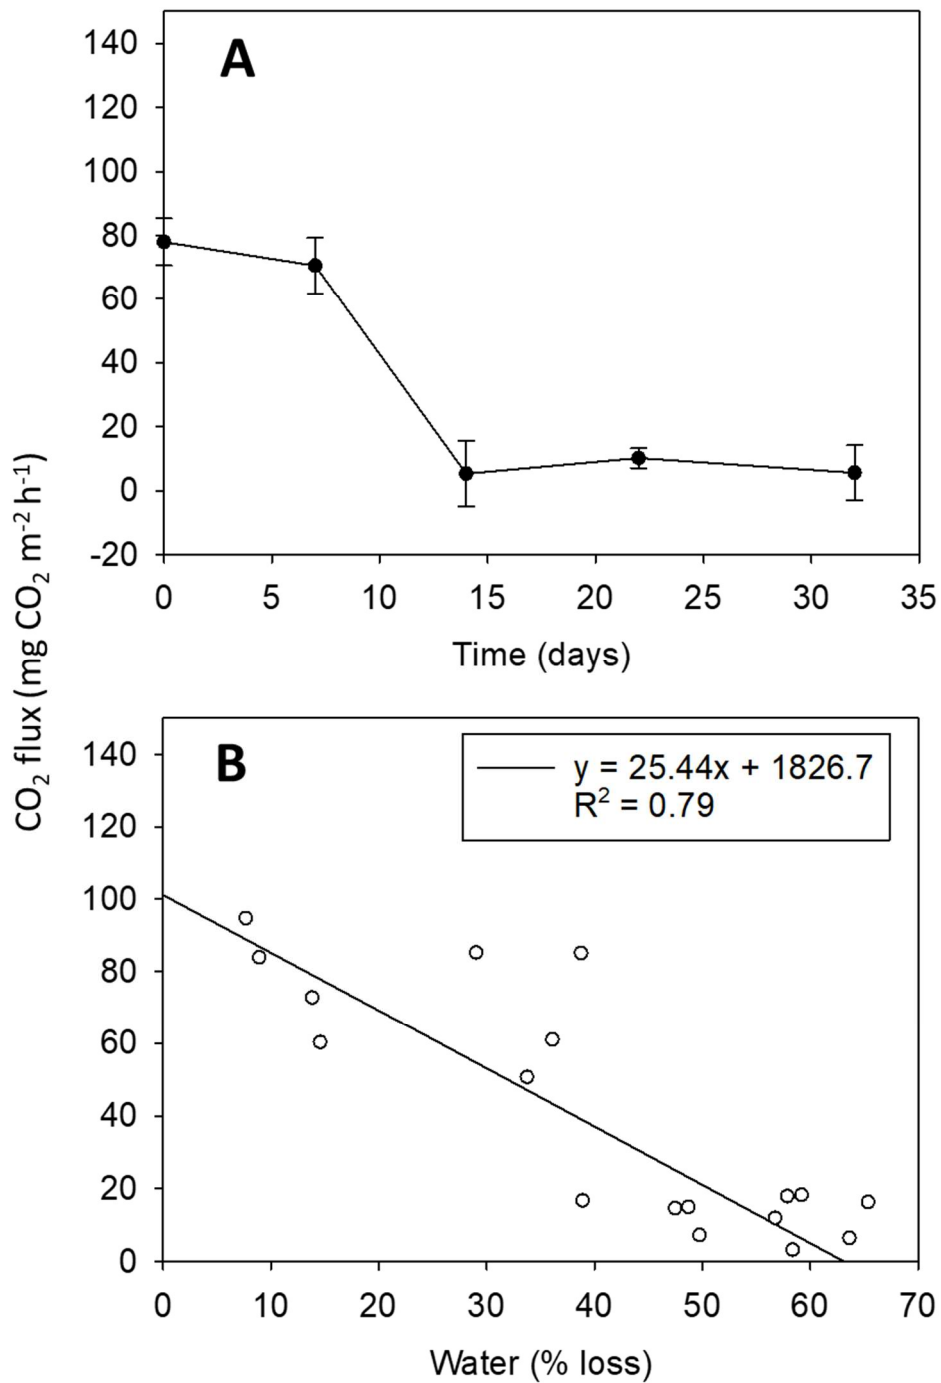 A
140
120
100
80
60
40
20
0
-20
0 5 10 15 20 25 30 35
Time (days)
CO₂ flux (mg CO₂ m⁻² h⁻¹)
B
y = 25.44x + 1826.7
R² = 0.79
140
120
100
80
60
40
20
0
0 10 20 30 40 50 60 70
Water (% loss)